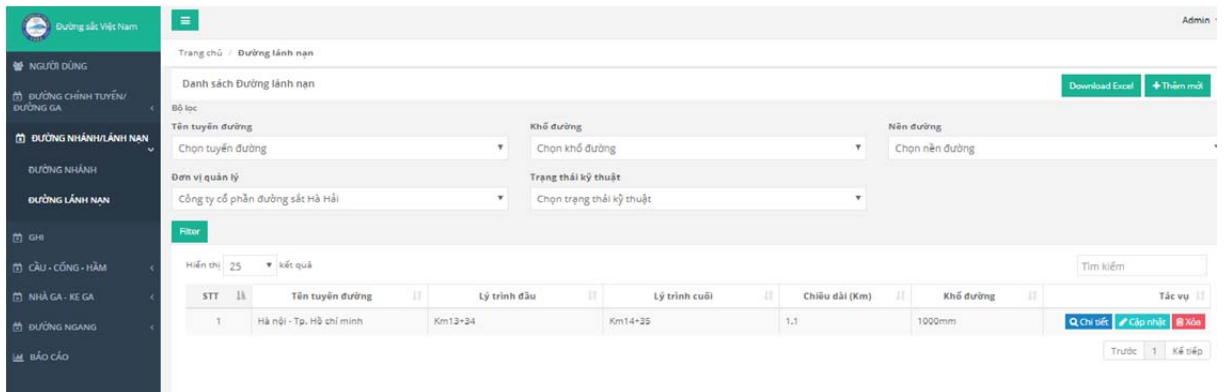 Đường sắt Việt Nam
Admin
Trang chủ / Đường lánh nạn
NGƯỜI DÙNG
ĐƯỜNG CHÍNH TUYẾN/
ĐƯỜNG GA
ĐƯỜNG NHÁNH/LÁNH NẠN
ĐƯỜNG NHÁNH
ĐƯỜNG LÁNH NẠN
GHI
CẦU - CỐNG - HẦM
NHÀ GA - KE GA
ĐƯỜNG NGANG
BÁO CÁO
Danh sách Đường lánh nạn
Download Excel
Thêm mới
Bộ lọc
Tên tuyến đường
Khổ đường
Nền đường
Chọn tuyến đường
Chọn khổ đường
Chọn nền đường
Đơn vị quản lý
Trạng thái kỹ thuật
Công ty cổ phần đường sắt Hà Hải
Chọn trạng thái kỹ thuật
Filter
Hiển thị 25 kết quả
Tìm kiếm
STT Tên tuyến đường Lý trình đầu Lý trình cuối Chiều dài (Km) Khổ đường Tác vụ
1 Hà nội - Tp. Hồ chí minh Km13+34 Km14+35 1.1 1000mm Chi tiết Cập nhật Xóa
Trước 1 Kế tiếp